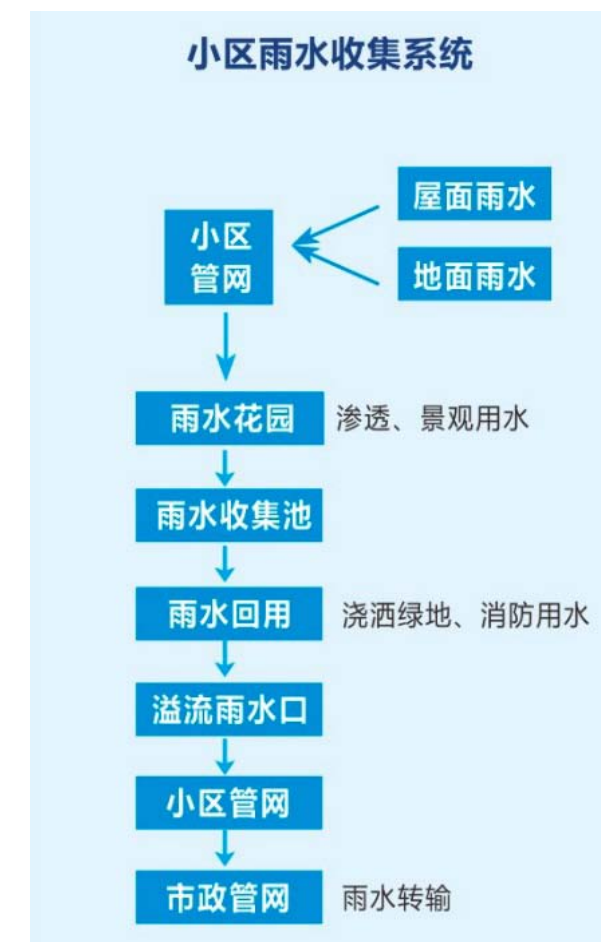 小区雨水收集系统
屋面雨水
小区
管网
地面雨水
雨水花园 渗透、景观用水
雨水收集池
雨水回用 浇洒绿地、消防用水
溢流雨水口
小区管网
市政管网 雨水转输